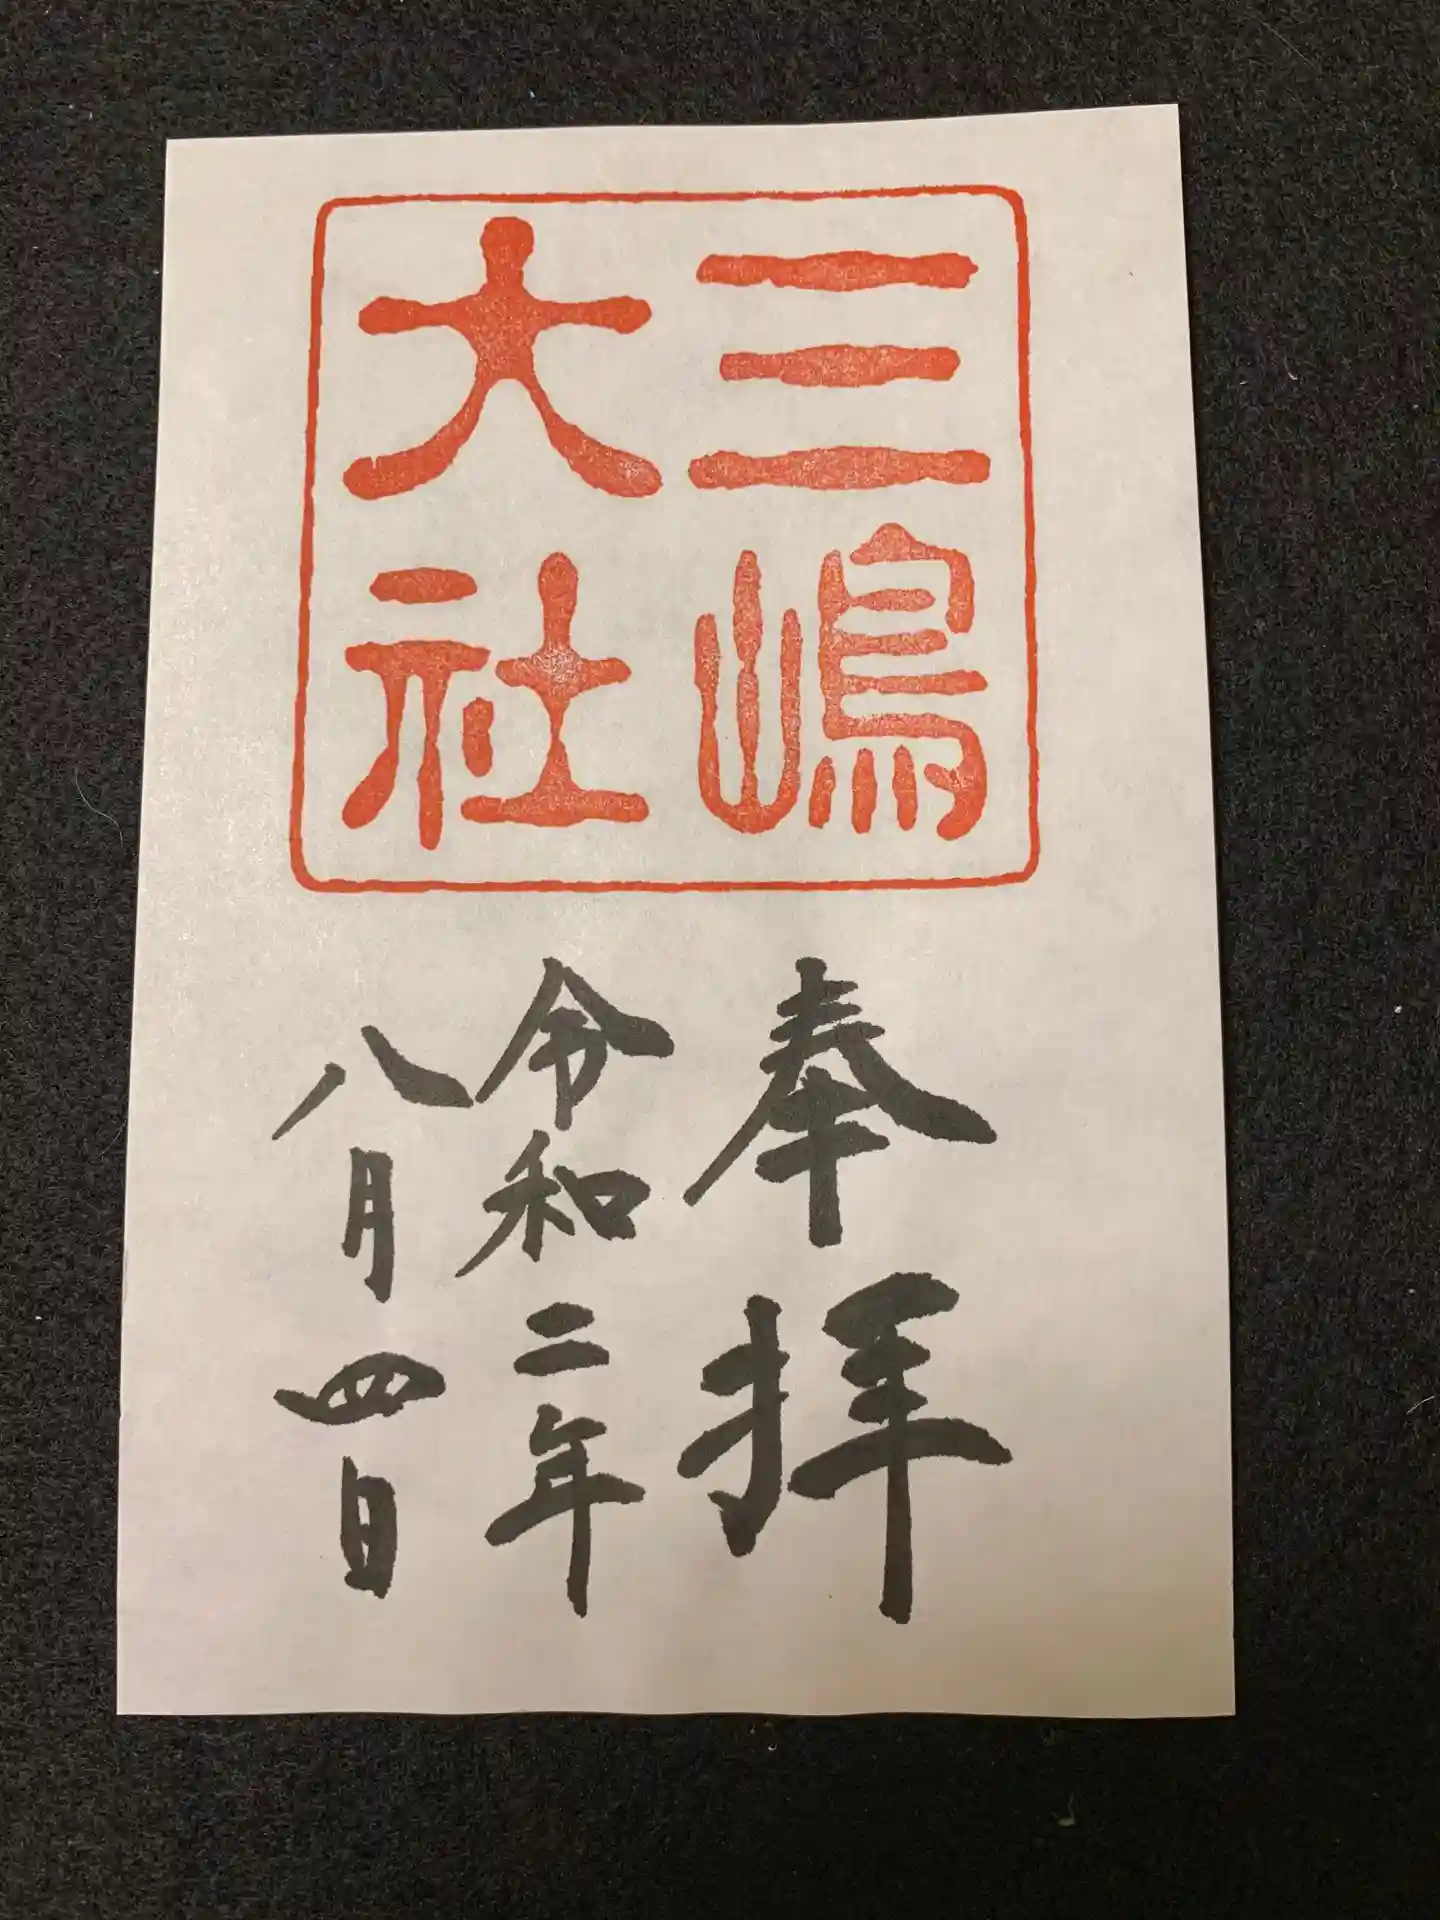 三嶋
大社
奉拝
令和二年
八月四日